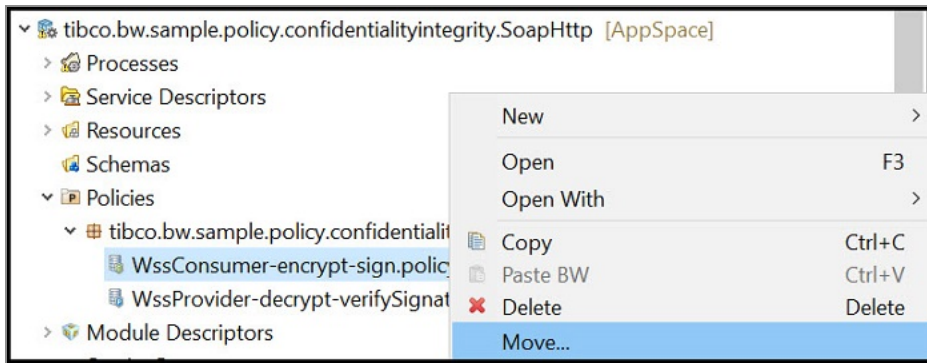 tibco.bw.sample.policy.confidentialityintegrity.SoapHttp [AppSpace]
Processes
Service Descriptors
Resources
Schemas
Policies
tibco.bw.sample.policy.confidentialit
WssConsumer-encrypt-sign.policy
WssProvider-decrypt-verifySignat
Module Descriptors
New
Open F3
Open With
Copy Ctrl+C
Paste BW Ctrl+V
Delete Delete
Move...